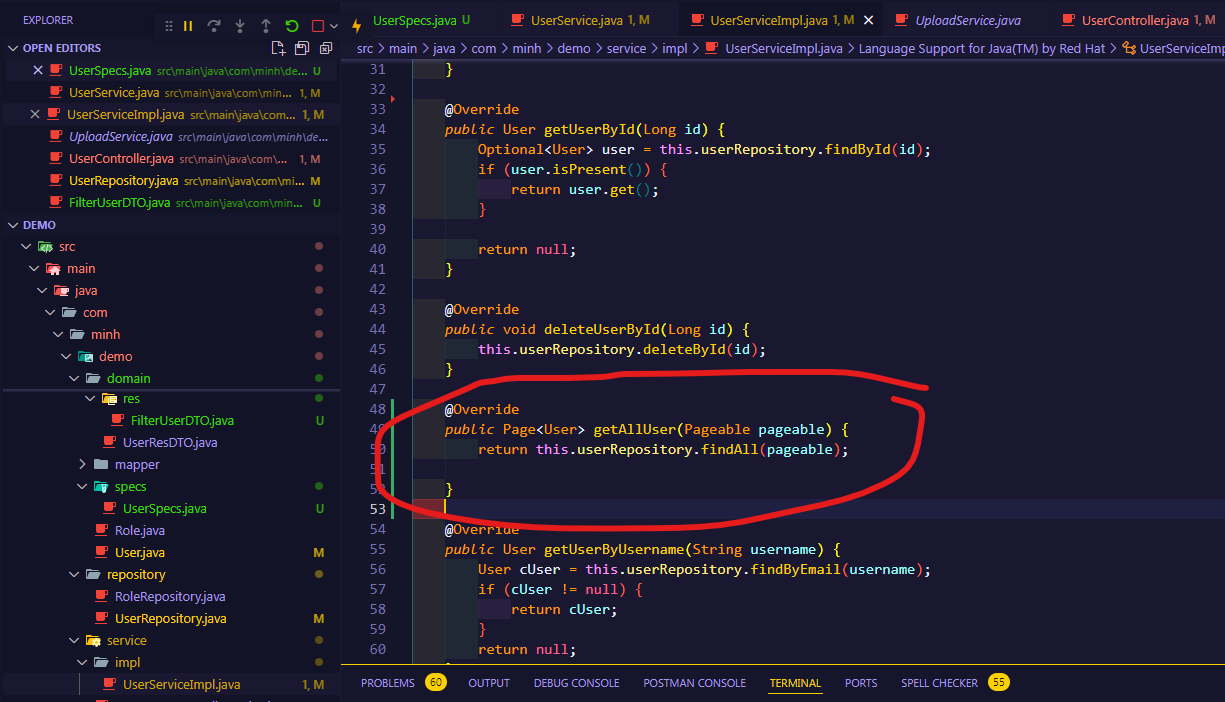 EXPLORER
OPEN EDITORS
UserSpecs.java src\main\java\com\minh\de... U
UserService.java src\main\java\com\min... 1, M
UserServiceImpl.java src\main\java\com... 1, M
UploadService.java src\main\java\com\minh\de...
UserController.java src\main\java\com\... 1, M
UserRepository.java src\main\java\com\mi... M
FilterUserDTO.java src\main\java\com\min... U
DEMO
src
main
java
com
minh
demo
domain
res
FilterUserDTO.java U
UserResDTO.java
mapper
specs
UserSpecs.java U
Role.java
User.java M
repository
RoleRepository.java
UserRepository.java M
service
impl
UserServiceImpl.java 1, M
UserSpecs.java U
UserService.java 1, M
UserServiceImpl.java 1, M
UploadService.java
UserController.java 1, M
src > main > java > com > minh > demo > service > impl > UserServiceImpl.java > Language Support for Java(TM) by Red Hat > UserServiceImp
31 }
32
33 @Override
34 public User getUserById(Long id) {
35 Optional<User> user = this.userRepository.findById(id);
36 if (user.isPresent()) {
37 return user.get();
38 }
39
40 return null;
41 }
42
43 @Override
44 public void deleteUserById(Long id) {
45 this.userRepository.deleteById(id);
46 }
47
48 @Override
49 public Page<User> getAllUser(Pageable pageable) {
50 return this.userRepository.findAll(pageable);
51
52 }
53
54 @Override
55 public User getUserByUsername(String username) {
56 User cUser = this.userRepository.findByEmail(username);
57 if (cUser != null) {
58 return cUser;
59 }
60 return null;
PROBLEMS 60 OUTPUT DEBUG CONSOLE POSTMAN CONSOLE TERMINAL PORTS SPELL CHECKER 55